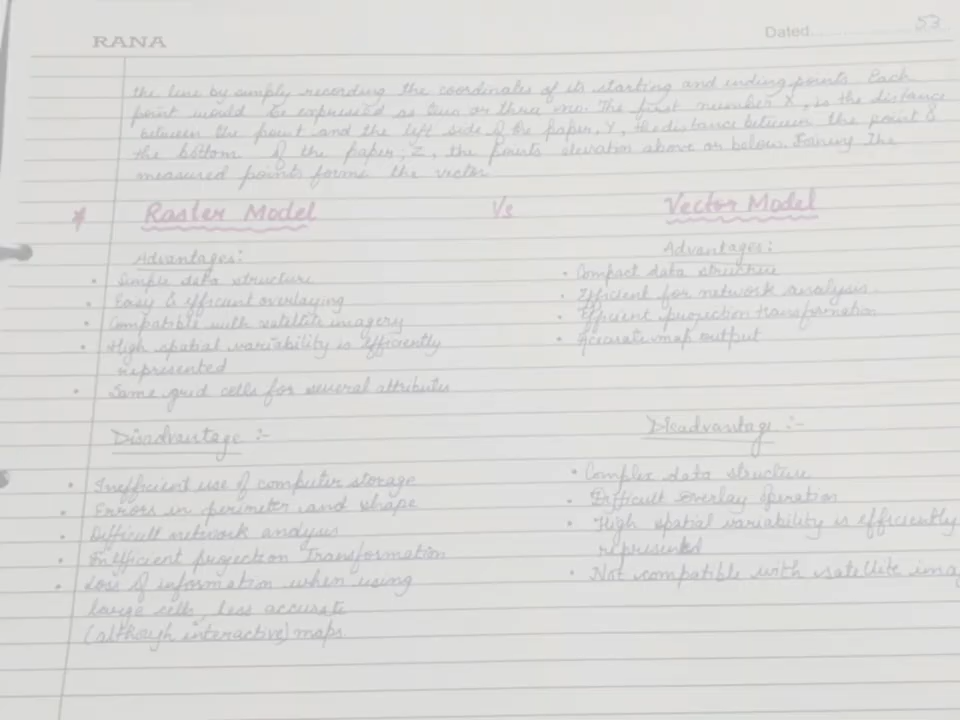 RANA
Dated............ 53
the line by simply recording the coordinates of its starting and ending points. Each
point would be expressed as two or three one. The first number X, is the distance
between the point and the left side of the paper, Y, the distance between the point &
the bottom of the paper; Z, the points elevation above or below. Joining the
measured points forms the vector.
* Raster Model Vs Vector Model
Advantages:
• Simple data structure
• Easy & efficient overlaying
• Compatible with satellite imagery
• High spatial variability is efficiently
represented
• Same grid cells for several attributes
Disadvantage :-
• Inefficient use of computer storage
• Errors in perimeter and shape
• Difficult network analysis
• Inefficient projection Transformation
• Loss of information when using
large cells, less accurate
(although interactive) maps
Advantages:
• Compact data structure
• Efficient for network analysis.
• Efficient projection transformation
• Accurate map output
Disadvantage :-
• Complex data structure
• Difficult Overlay Operation
• High spatial variability is efficiently
represented
• Not compatible with satellite ima